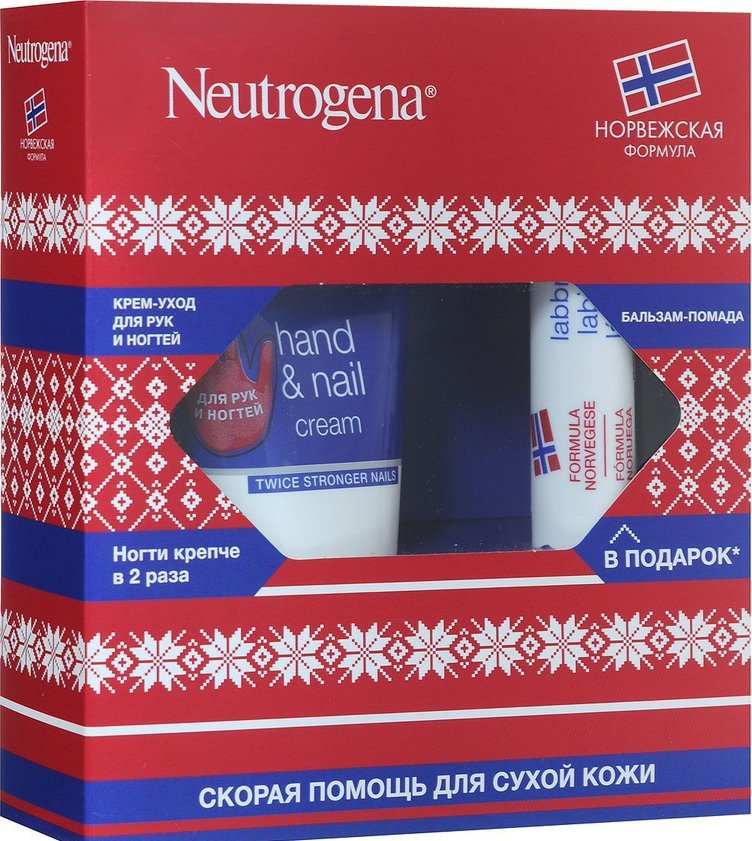 Neutrogena®
НОРВЕЖСКАЯ
ФОРМУЛА
Neutrogena®
НОРВЕЖСКАЯ
ФОРМУЛА
КРЕМ-УХОД
ДЛЯ РУК
И НОГТЕЙ
БАЛЬЗАМ-ПОМАДА
hand
& nail
cream
ДЛЯ РУК
И НОГТЕЙ
TWICE STRONGER NAILS
FORMULA
NORVEGESE
FÓRMULA
NORUEGA
Ногти крепче
в 2 раза
В ПОДАРОК*
СКОРАЯ ПОМОЩЬ ДЛЯ СУХОЙ КОЖИ